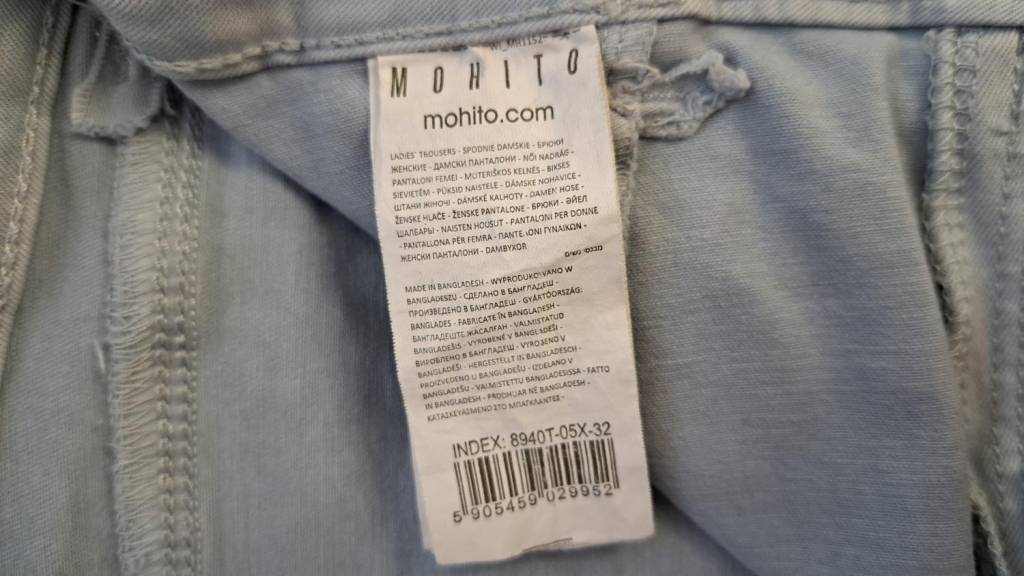 MOHITO
mohito.com
LADIES' TROUSERS - SPODNIE DAMSKIE - БРЮКИ
ЖЕНСКИЕ - ДАМСКИ ПАНТАЛОНИ - NŐI NADRÁG -
PANTALONI FEMEI - MOTERIŠKOS KELNĖS - BIKSES
SIEVIETĒM - PÜKSID NAISTELE - DÁMSKE NOHAVICE -
ШТАНИ ЖІНОЧІ - DÁMSKÉ KALHOTY - DAMEN HOSE -
ŽENSKE HLAČE - ŽENSKE PANTALONE - БРЮКИ - ӘЙЕЛ
ШАЛБАРЫ - NAISTEN HOUSUT - PANTALONI PER DONNE
- PANTALLONA PËR FEMRA - ΠΑΝΤΕΛΟΝΙ ΓΥΝΑΙΚΩΝ -
ЖЕНСКИ ПАНТАЛОНИ - DAMBYXOR
מכנסי נשים
MADE IN BANGLADESH - WYPRODUKOWANO W
BANGLADESZU - СДЕЛАНО В БАНГЛАДЕШ -
ПРОИЗВЕДЕНО В БАНГЛАДЕШ - GYÁRTÓORSZÁG:
BANGLADES - FABRICATE ÎN BANGLADESH -
БАНГЛАДЕШТЕ ЖАСАЛҒАН - VALMISTATUD
BANGLADEŠIS - VYROBENÉ V BANGLADÉŠI -
ВИРОБЛЕНО В БАНГЛАДЕШ - VYROBENO V
BANGLADÉŠI - HERGESTELLT IN BANGLADESCH -
PROIZVEDENO U BANGLADEŠU - IZDELANO V
BANGLADEŠU - VALMISTETTU BANGLADESISSA - FATTO
IN BANGLADESH - PRODHUAR NË BANGLADESH -
ΚΑΤΑΣΚΕΥΑΣΜΕΝΟ ΣΤΟ ΜΠΑΓΚΛΑΝΤΕΣ -
INDEX: 8940T-05X-32
5 905459 029952